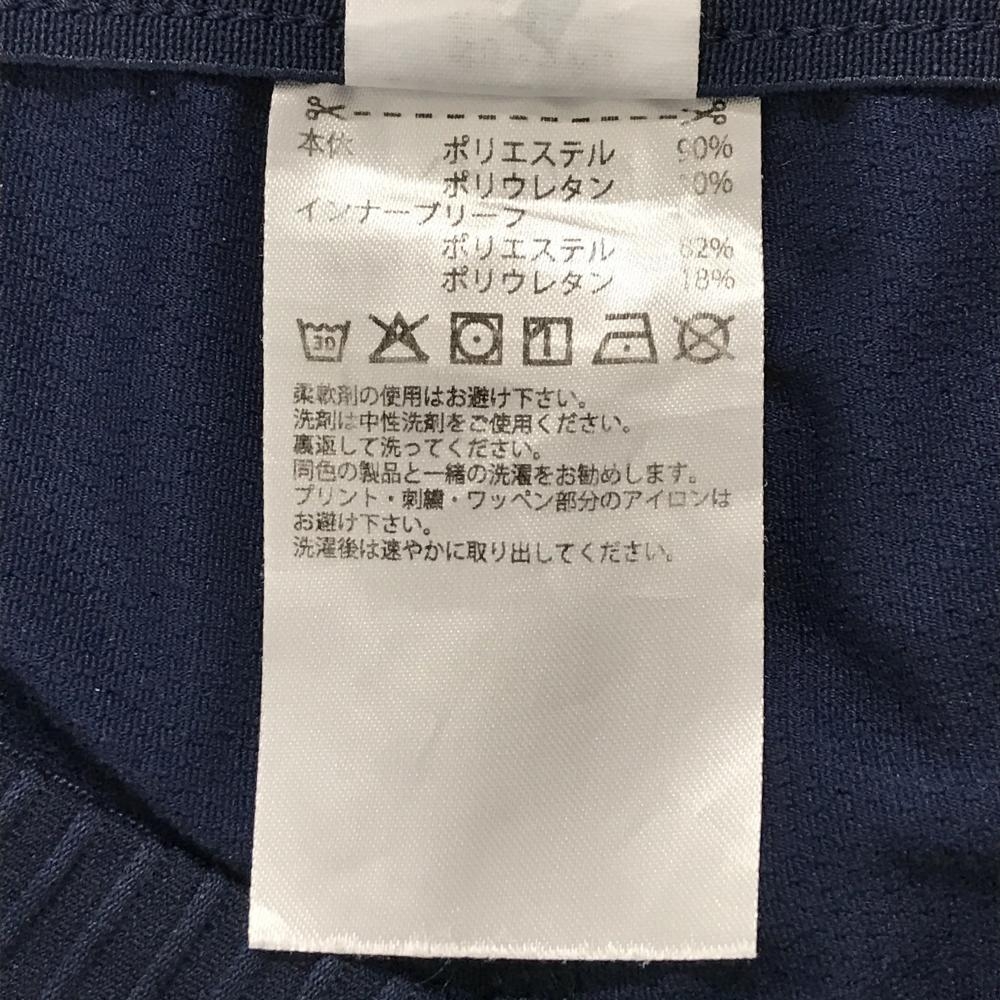 本体 ポリエステル 90%
ポリウレタン 10%
インナーブリーフ
ポリエステル 82%
ポリウレタン 18%
30
柔軟剤の使用はお避け下さい。
洗剤は中性洗剤をご使用ください。
裏返して洗ってください。
同色の製品と一緒の洗濯をお勧めします。
プリント・刺繍・ワッペン部分のアイロンは
お避け下さい。
洗濯後は速やかに取り出してください。